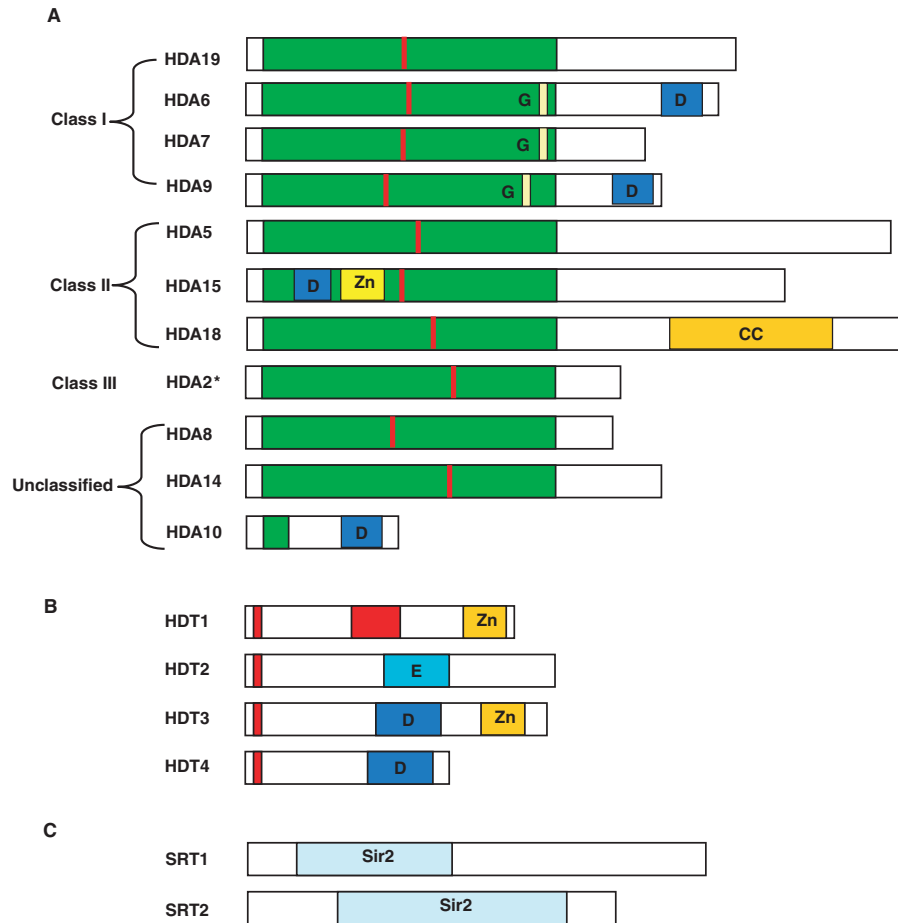 A
HDA19
HDA6 G D
Class I
HDA7 G
HDA9 G D
HDA5
Class II HDA15 D Zn
HDA18 CC
Class III HDA2*
HDA8
Unclassified HDA14
HDA10 D
B
HDT1 Zn
HDT2 E
HDT3 D Zn
HDT4 D
C
SRT1 Sir2
SRT2 Sir2